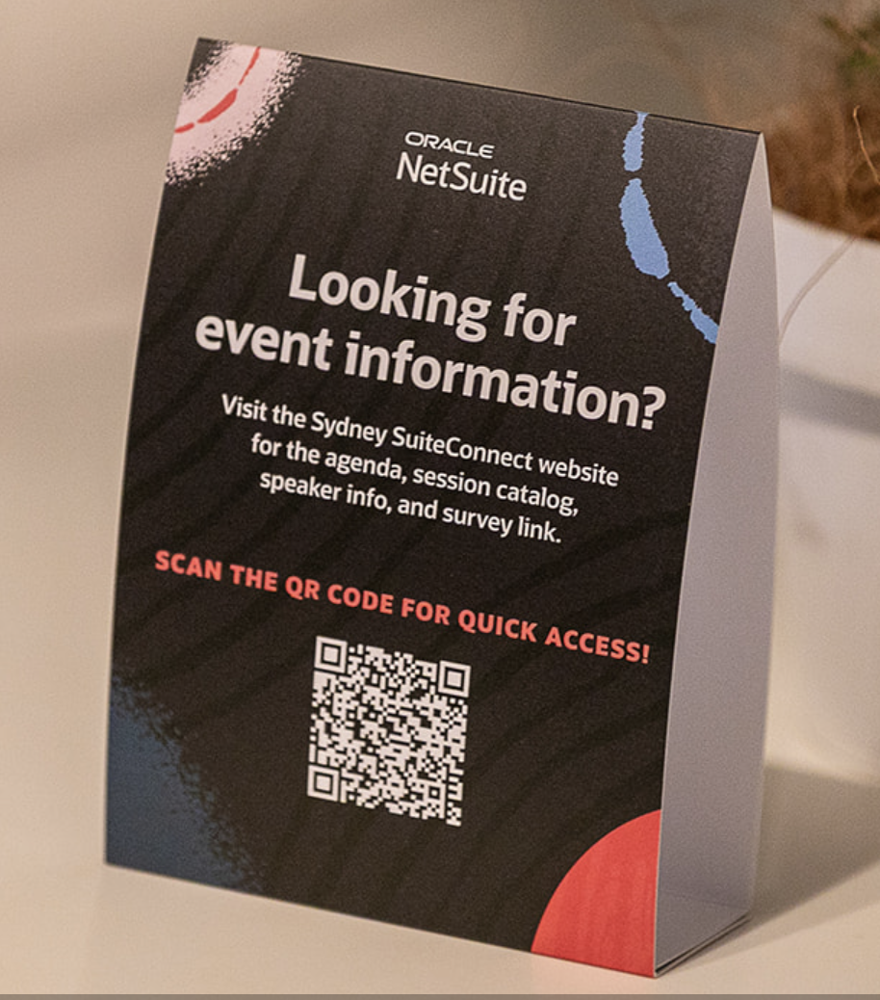 ORACLE
NetSuite
Looking for
event information?
Visit the Sydney SuiteConnect website
for the agenda, session catalog,
speaker info, and survey link.
SCAN THE QR CODE FOR QUICK ACCESS!